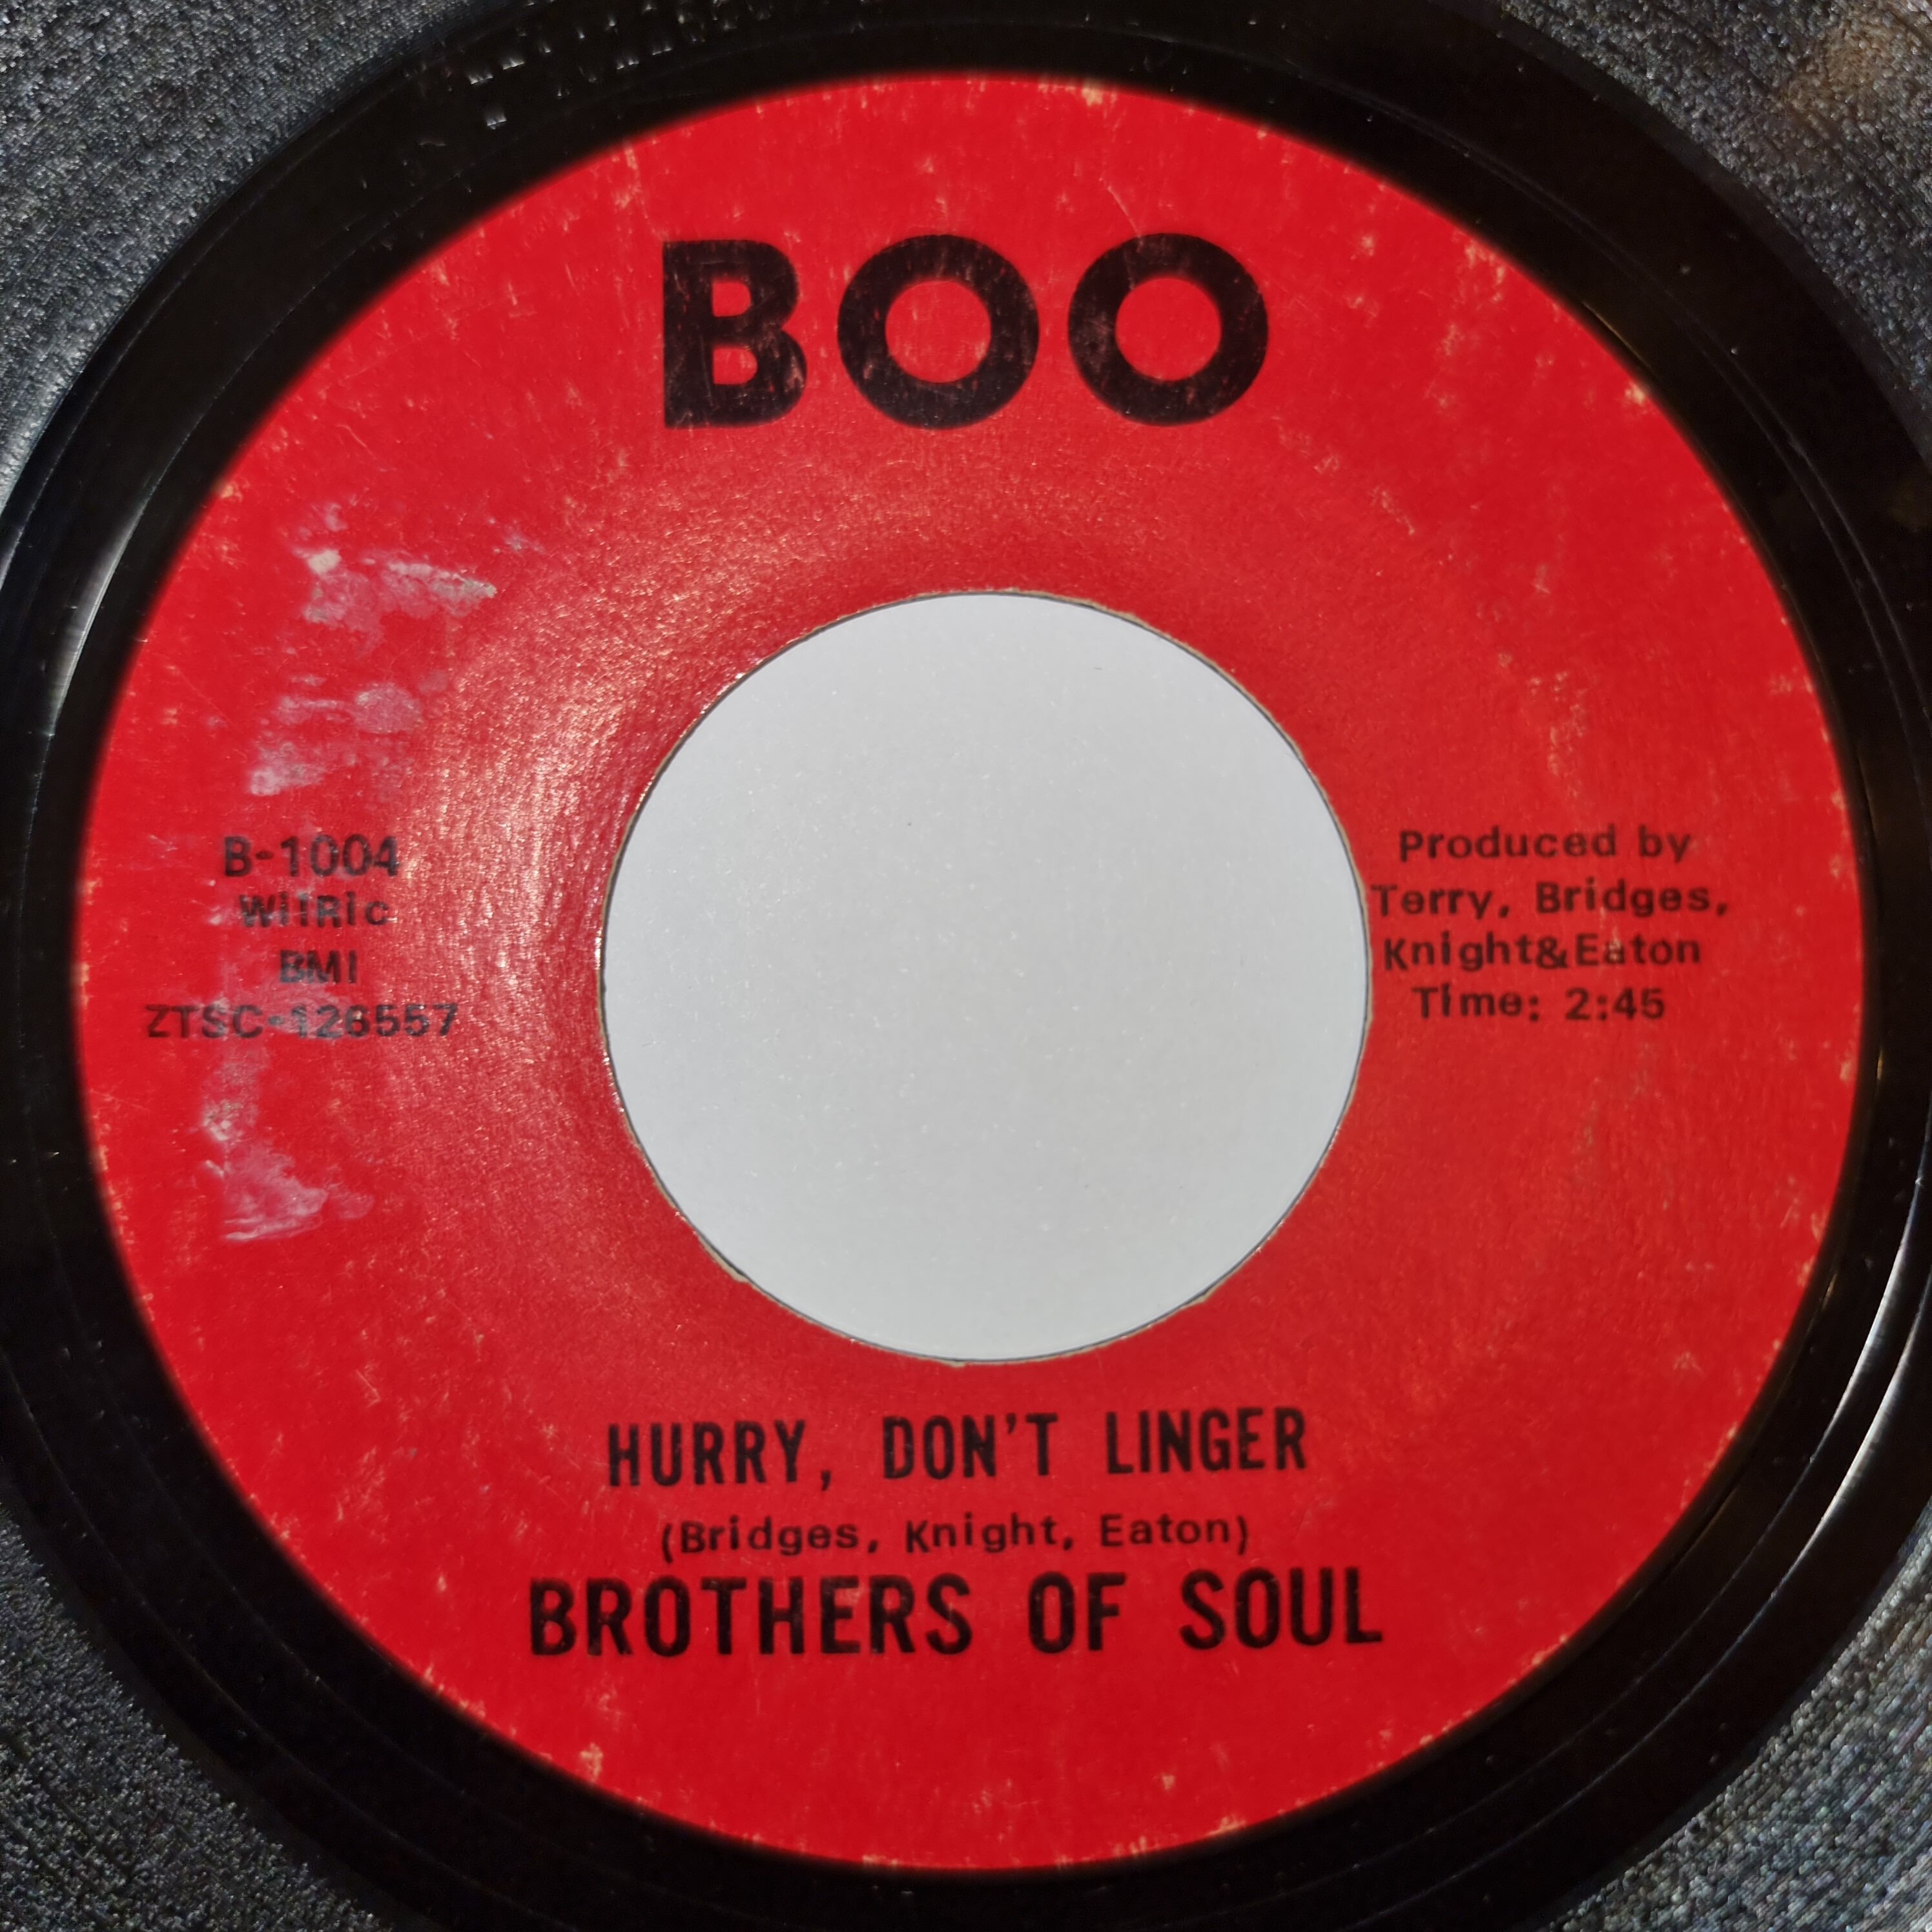 BOO
B-1004
WilRic
BMI
ZTSC-126557
Produced by
Terry, Bridges,
Knight&Eaton
Time: 2:45
HURRY, DON'T LINGER
(Bridges, Knight, Eaton)
BROTHERS OF SOUL